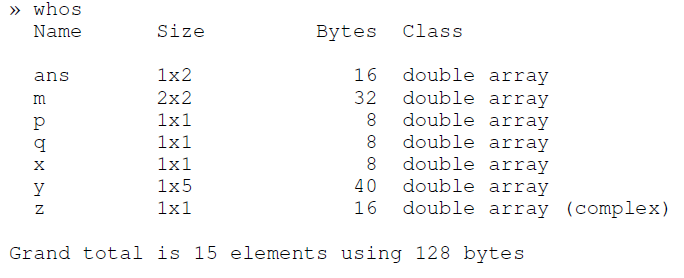 » whos
Name Size Bytes Class
ans 1x2 16 double array
m 2x2 32 double array
p 1x1 8 double array
q 1x1 8 double array
x 1x1 8 double array
y 1x5 40 double array
z 1x1 16 double array (complex)
Grand total is 15 elements using 128 bytes